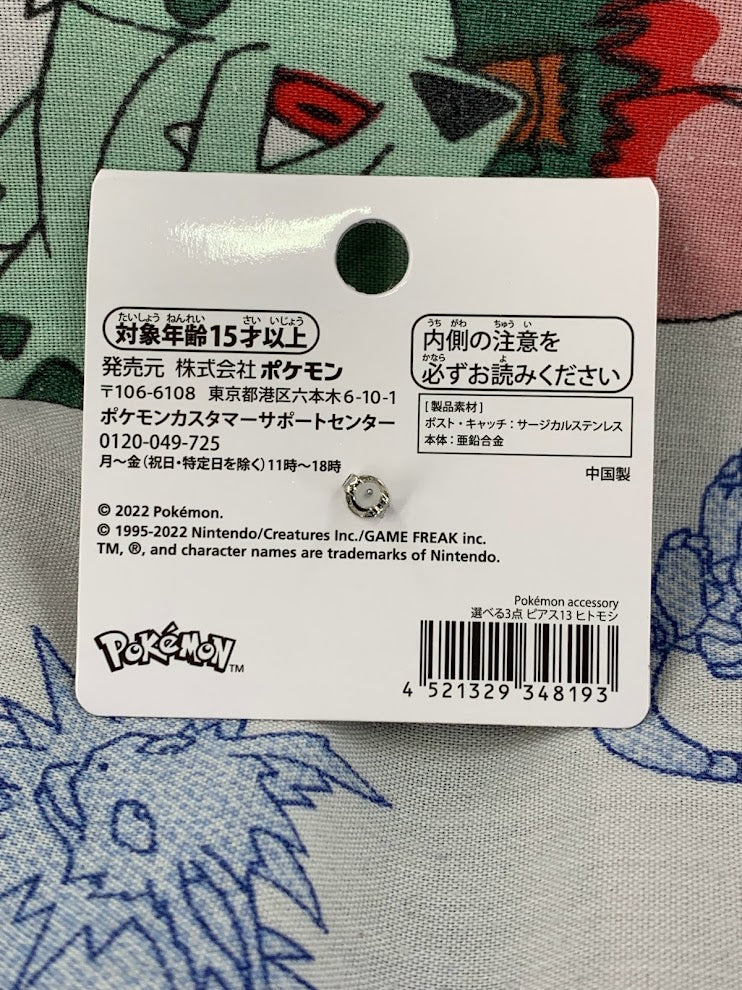 たいしょう ねんれい さい いじょう
対象年齢15才以上
発売元 株式会社ポケモン
〒106-6108 東京都港区六本木6-10-1
ポケモンカスタマーサポートセンター
0120-049-725
月～金(祝日・特定日を除く)11時～18時
うち がわ ちゅう い
内側の注意を
かなら よ
必ずお読みください
[製品素材]
ポスト・キャッチ：サージカルステンレス
本体：亜鉛合金
中国製
© 2022 Pokémon.
© 1995-2022 Nintendo/Creatures Inc./GAME FREAK inc.
TM, ®, and character names are trademarks of Nintendo.
POKéMON TM
Pokémon accessory
選べる3点 ピアス13 ヒトモシ
4 521329 348193